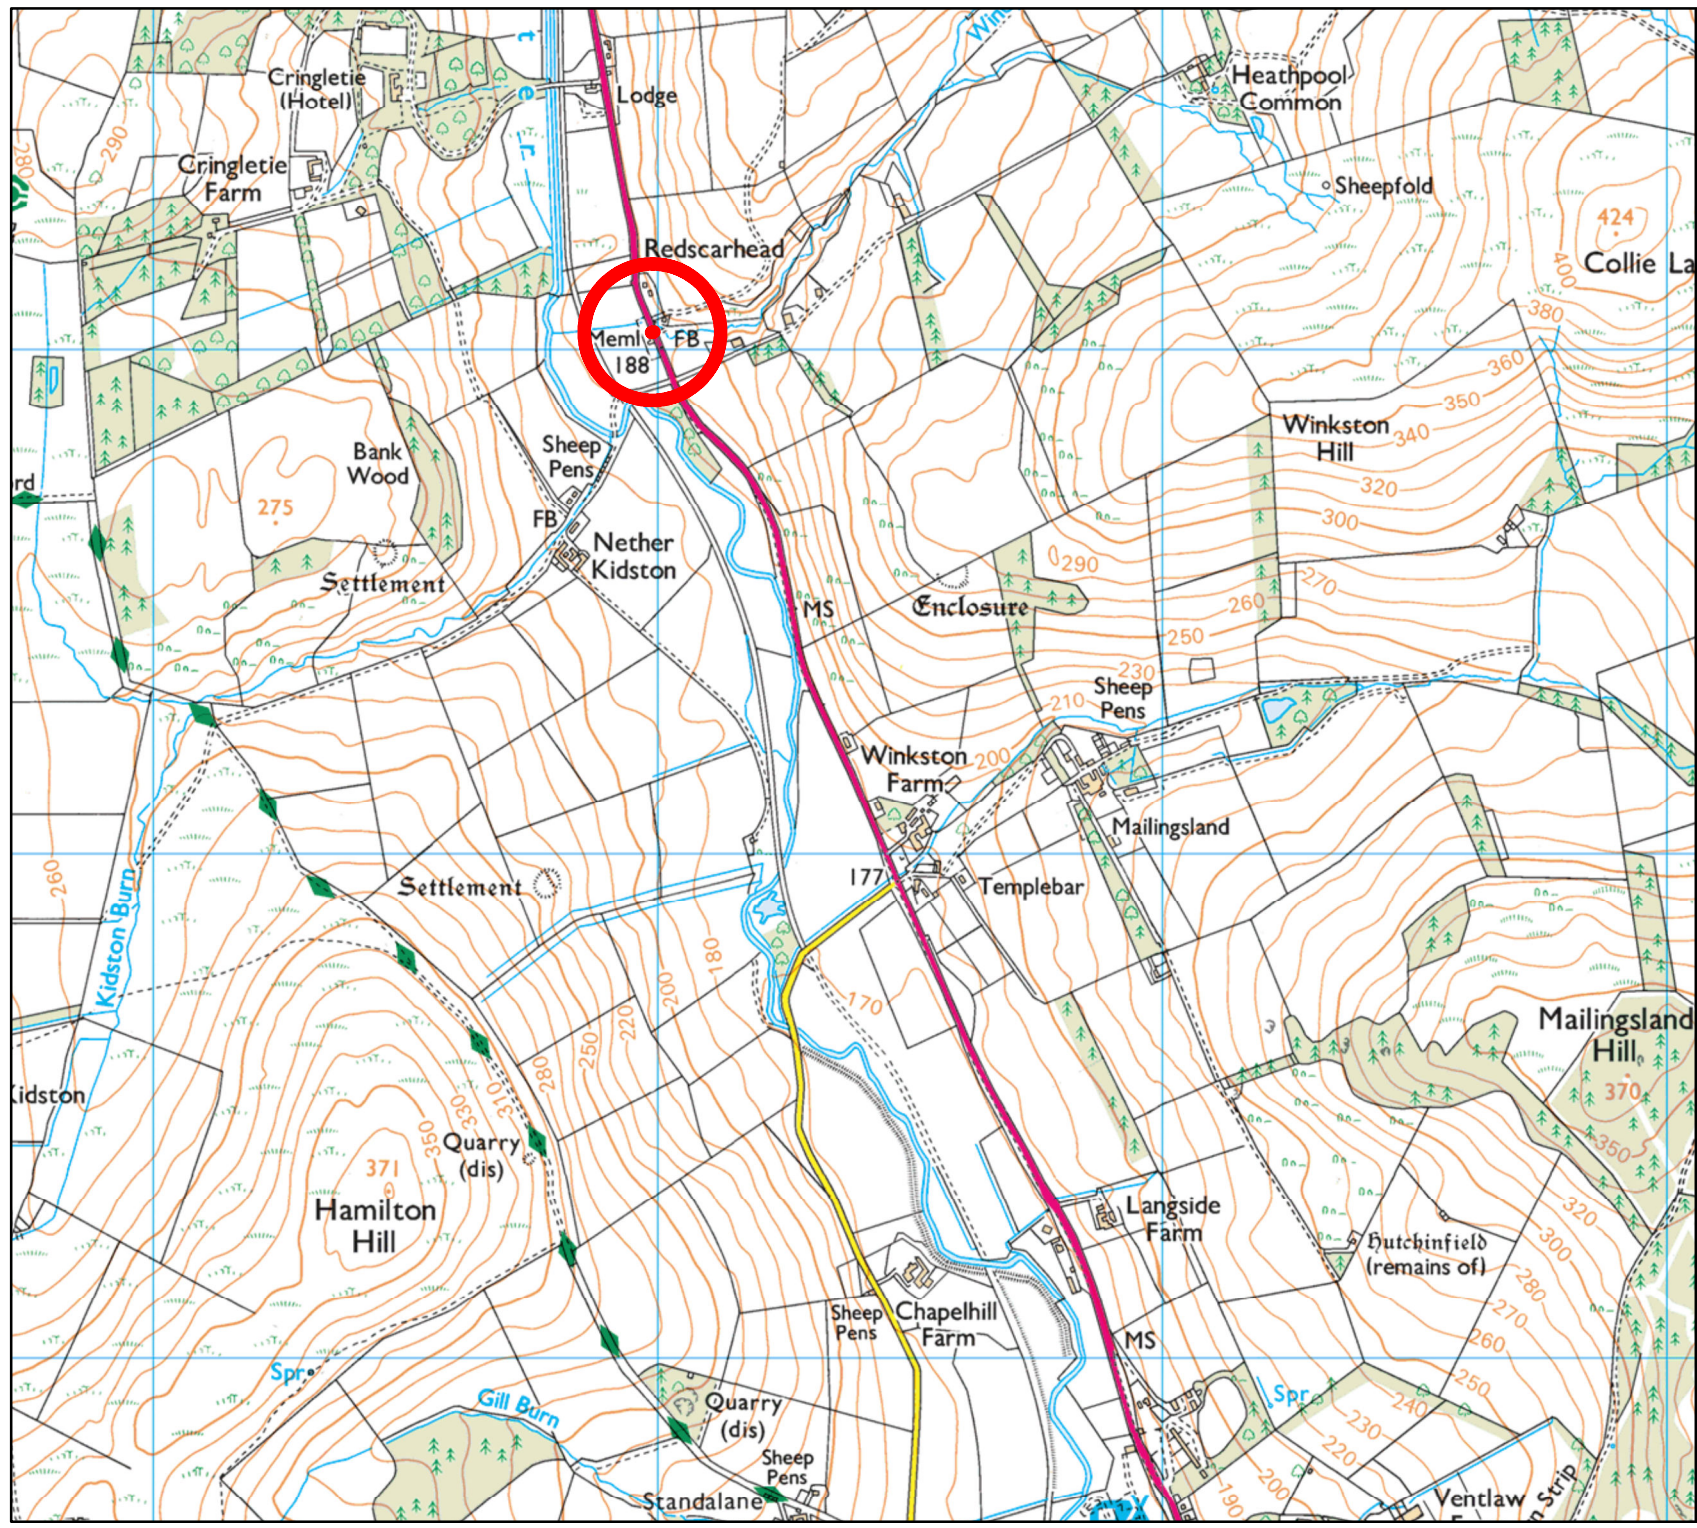 Cringletie
(Hotel)
Lodge
Heathpool
Common
Cringletie
Farm
Sheepfold
280
290
424
Collie La
400
380
Redscarhead
Meml
FB
188
360
350
340
320
300
Winkston
Hill
Bank
Wood
Sheep
Pens
275
FB
Nether
Kidston
Settlement
MS
Enclosure
290
270
260
250
230
210
200
Sheep
Pens
Winkston
Farm
Mailingsland
260
Settlement
177
Templebar
Kidston Burn
180
200
220
250
280
310
330
350
170
Mailingsland
Hill
370
350
Quarry
(dis)
371
Hamilton
Hill
Langside
Farm
Hutchinfield
(remains of)
320
300
280
270
260
250
240
230
220
200
190
Sheep
Pens
Chapelhill
Farm
MS
Spr
Spr
Gill Burn
Quarry
(dis)
Sheep
Pens
Standalane
Ventlaw
Strip